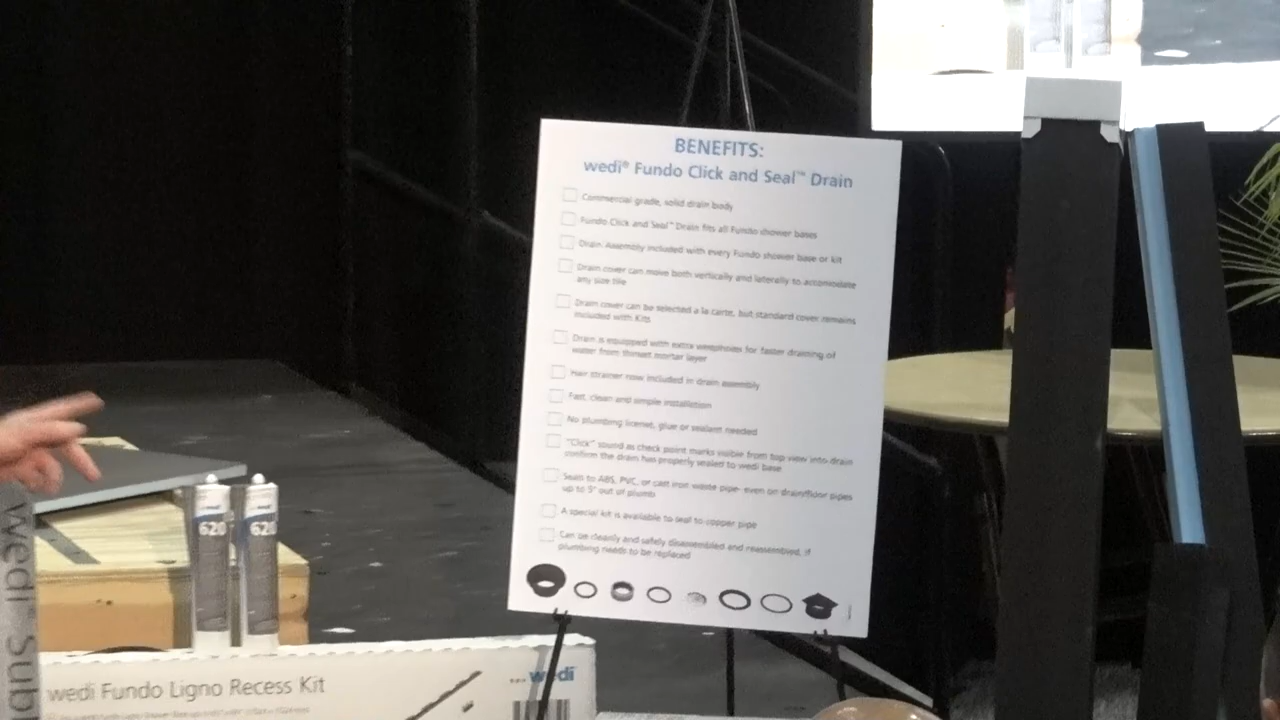 BENEFITS:
wedi® Fundo Click and Seal™ Drain
Commercial grade, solid drain body
Fundo Click and Seal™ Drain fits all Fundo shower bases
Drain Assembly included with every Fundo shower base or kit
Drain cover can move both vertically and laterally to accomodate
any size tile
Drain cover can be selected a la carte, but standard cover remains
included with Kits
Drain is equipped with extra weepholes for faster draining of
water from thinset mortar layer
Hair strainer now included in drain assembly
Fast, clean and simple installation
No plumbing license, glue or sealant needed
"Click" sound as check point marks visible from top view into drain
confirm the drain has properly sealed to wedi base
Seals to ABS, PVC, or cast iron waste pipe- even on drain/floor pipes
up to 5° out of plumb
A special kit is available to seal to copper pipe
Can be cleanly and safely disassembled and reassembled, if
plumbing needs to be replaced
620
620
wedi® Subl
wedi Fundo Ligno Recess Kit
... wedi